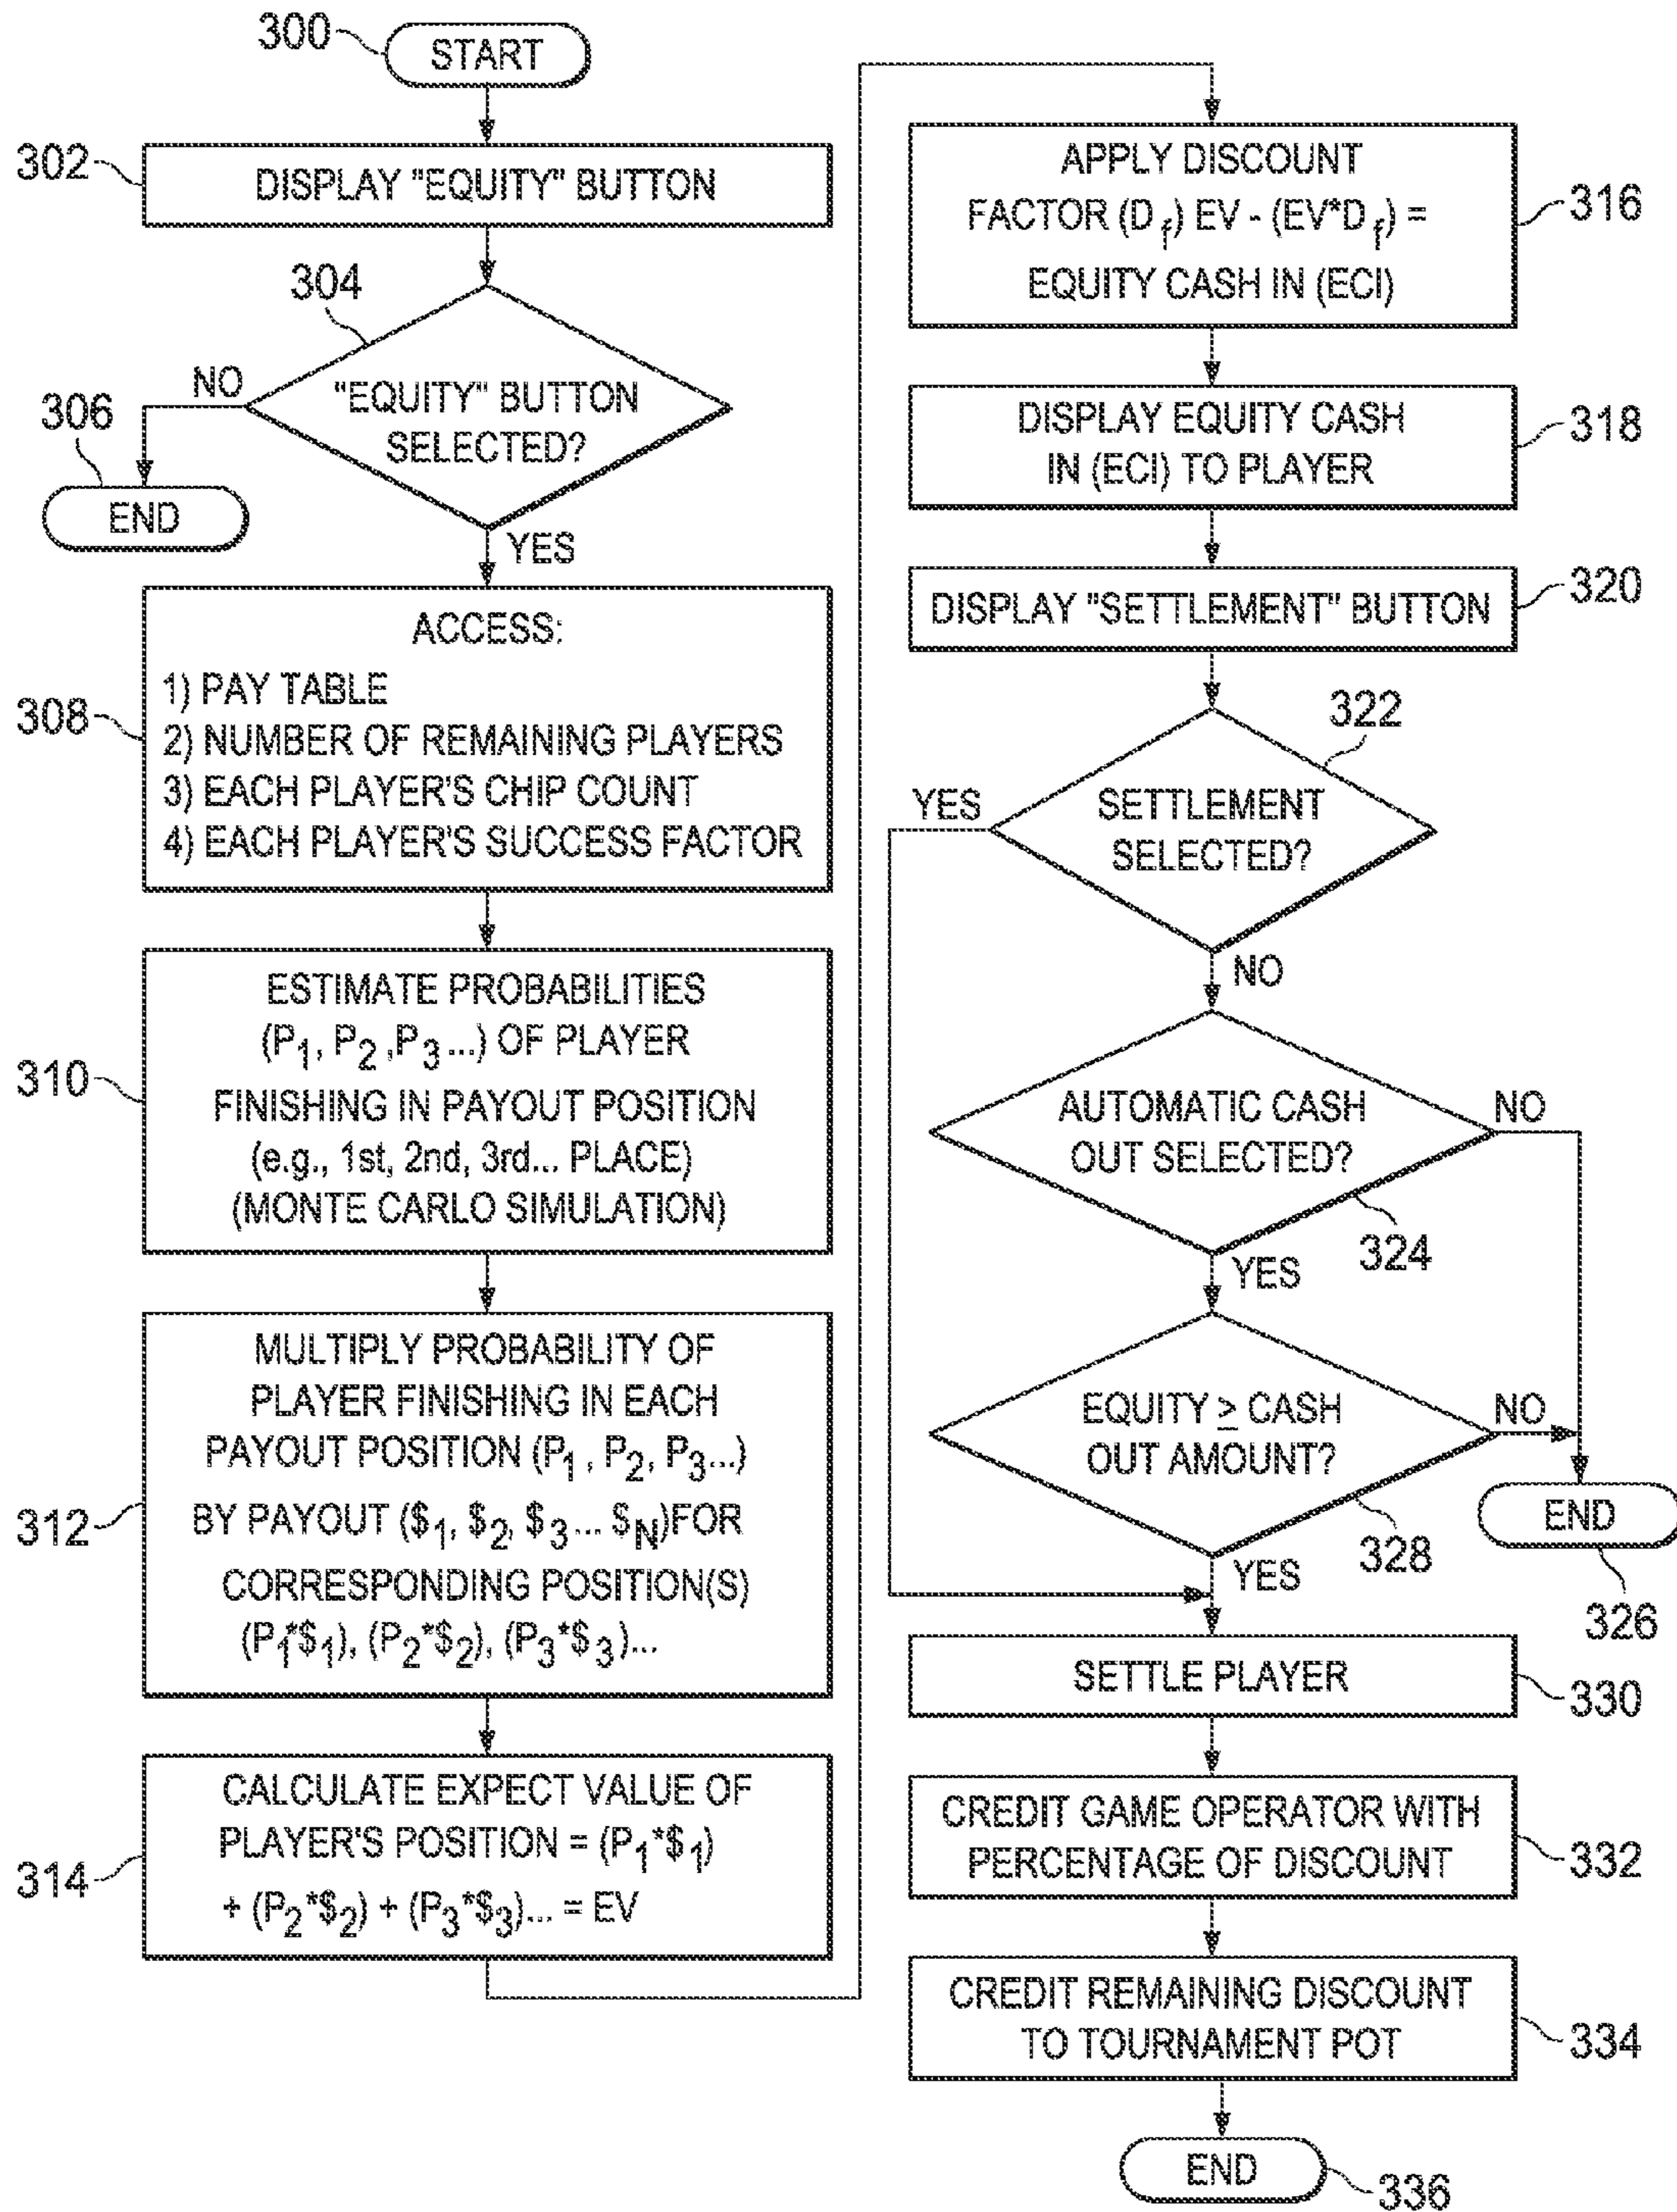 300
START
302
DISPLAY "EQUITY" BUTTON
304
"EQUITY" BUTTON
SELECTED?
NO
306
END
YES
308
ACCESS:
1) PAY TABLE
2) NUMBER OF REMAINING PLAYERS
3) EACH PLAYER'S CHIP COUNT
4) EACH PLAYER'S SUCCESS FACTOR
310
ESTIMATE PROBABILITIES
(P1, P2 ,P3 ...) OF PLAYER
FINISHING IN PAYOUT POSITION
(e.g., 1st, 2nd, 3rd... PLACE)
(MONTE CARLO SIMULATION)
312
MULTIPLY PROBABILITY OF
PLAYER FINISHING IN EACH
PAYOUT POSITION (P1 , P2, P3...)
BY PAYOUT ($1, $2, $3... $N)FOR
CORRESPONDING POSITION(S)
(P1*$1), (P2*$2), (P3*$3)...
314
CALCULATE EXPECT VALUE OF
PLAYER'S POSITION = (P1*$1)
+ (P2*$2) + (P3*$3)... = EV
APPLY DISCOUNT
FACTOR (Df) EV - (EV*Df) =
EQUITY CASH IN (ECI)
316
DISPLAY EQUITY CASH
IN (ECI) TO PLAYER
318
DISPLAY "SETTLEMENT" BUTTON
320
322
SETTLEMENT
SELECTED?
YES
NO
AUTOMATIC CASH
OUT SELECTED?
NO
324
YES
EQUITY ≥ CASH
OUT AMOUNT?
NO
328
YES
END
326
SETTLE PLAYER
330
CREDIT GAME OPERATOR WITH
PERCENTAGE OF DISCOUNT
332
CREDIT REMAINING DISCOUNT
TO TOURNAMENT POT
334
END
336